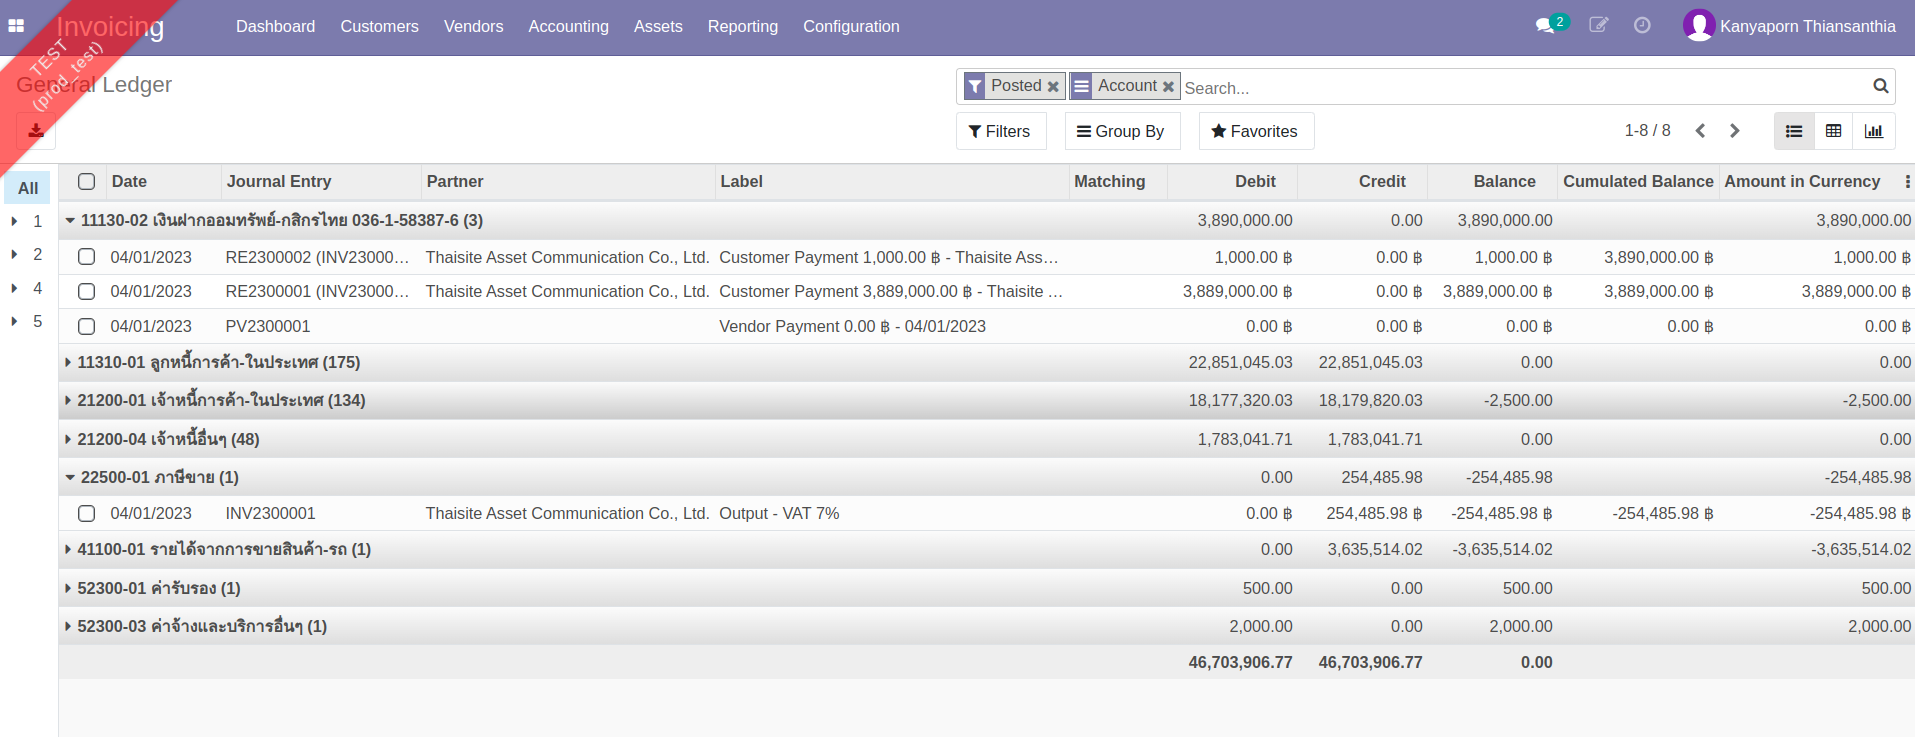 Invoicing Dashboard Customers Vendors Accounting Assets Reporting Configuration 2 Kanyaporn Thiansanthia
TEST
(prod_test)
General Ledger
Posted Account Search...
Filters Group By Favorites 1-8 / 8
All
1
2
4
5
Date Journal Entry Partner Label Matching Debit Credit Balance Cumulated Balance Amount in Currency
11130-02 เงินฝากออมทรัพย์-กสิกรไทย 036-1-58387-6 (3) 3,890,000.00 0.00 3,890,000.00 3,890,000.00
04/01/2023 RE2300002 (INV23000… Thaisite Asset Communication Co., Ltd. Customer Payment 1,000.00 ฿ - Thaisite Ass… 1,000.00 ฿ 0.00 ฿ 1,000.00 ฿ 3,890,000.00 ฿ 1,000.00 ฿
04/01/2023 RE2300001 (INV23000… Thaisite Asset Communication Co., Ltd. Customer Payment 3,889,000.00 ฿ - Thaisite … 3,889,000.00 ฿ 0.00 ฿ 3,889,000.00 ฿ 3,889,000.00 ฿ 3,889,000.00 ฿
04/01/2023 PV2300001 Vendor Payment 0.00 ฿ - 04/01/2023 0.00 ฿ 0.00 ฿ 0.00 ฿ 0.00 ฿ 0.00 ฿
11310-01 ลูกหนี้การค้า-ในประเทศ (175) 22,851,045.03 22,851,045.03 0.00 0.00
21200-01 เจ้าหนี้การค้า-ในประเทศ (134) 18,177,320.03 18,179,820.03 -2,500.00 -2,500.00
21200-04 เจ้าหนี้อื่นๆ (48) 1,783,041.71 1,783,041.71 0.00 0.00
22500-01 ภาษีขาย (1) 0.00 254,485.98 -254,485.98 -254,485.98
04/01/2023 INV2300001 Thaisite Asset Communication Co., Ltd. Output - VAT 7% 0.00 ฿ 254,485.98 ฿ -254,485.98 ฿ -254,485.98 ฿ -254,485.98 ฿
41100-01 รายได้จากการขายสินค้า-รถ (1) 0.00 3,635,514.02 -3,635,514.02 -3,635,514.02
52300-01 ค่ารับรอง (1) 500.00 0.00 500.00 500.00
52300-03 ค่าจ้างและบริการอื่นๆ (1) 2,000.00 0.00 2,000.00 2,000.00
46,703,906.77 46,703,906.77 0.00